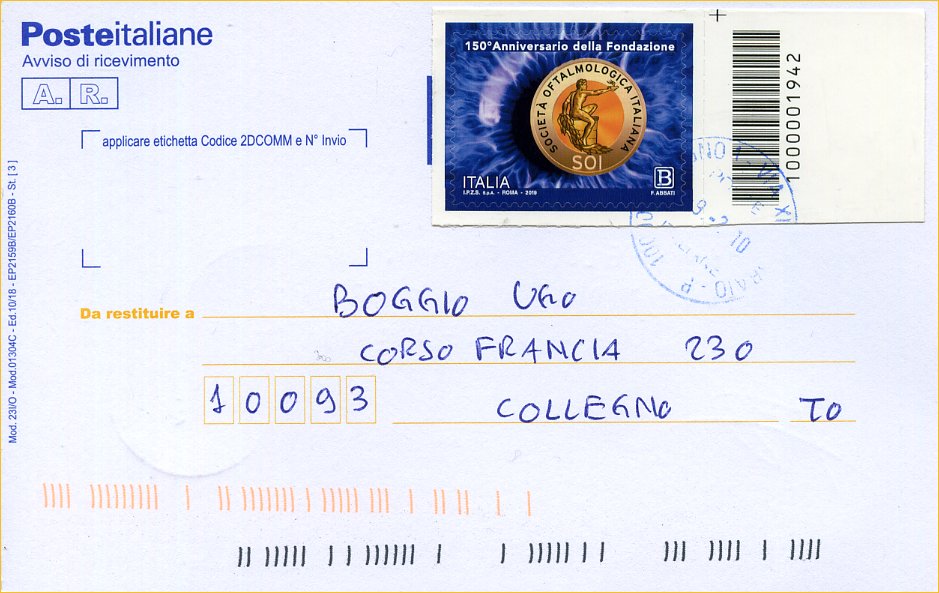 Posteitaliane
Avviso di ricevimento
A. R.
applicare etichetta Codice 2DCOMM e N° Invio
150° Anniversario della Fondazione
SOCIETÀ OFTALMOLOGICA ITALIANA
SOI
ITALIA
B
I.P.Z.S. S.p.A. - ROMA - 2019
F. ABBATI
1000001942
Da restituire a BOGGIO UGO
CORSO FRANCIA 230
10093 COLLEGNO TO
Mod. 23I/O - Mod.01304C - Ed.10/18 - EP2159B/EP2160B - St. [3]